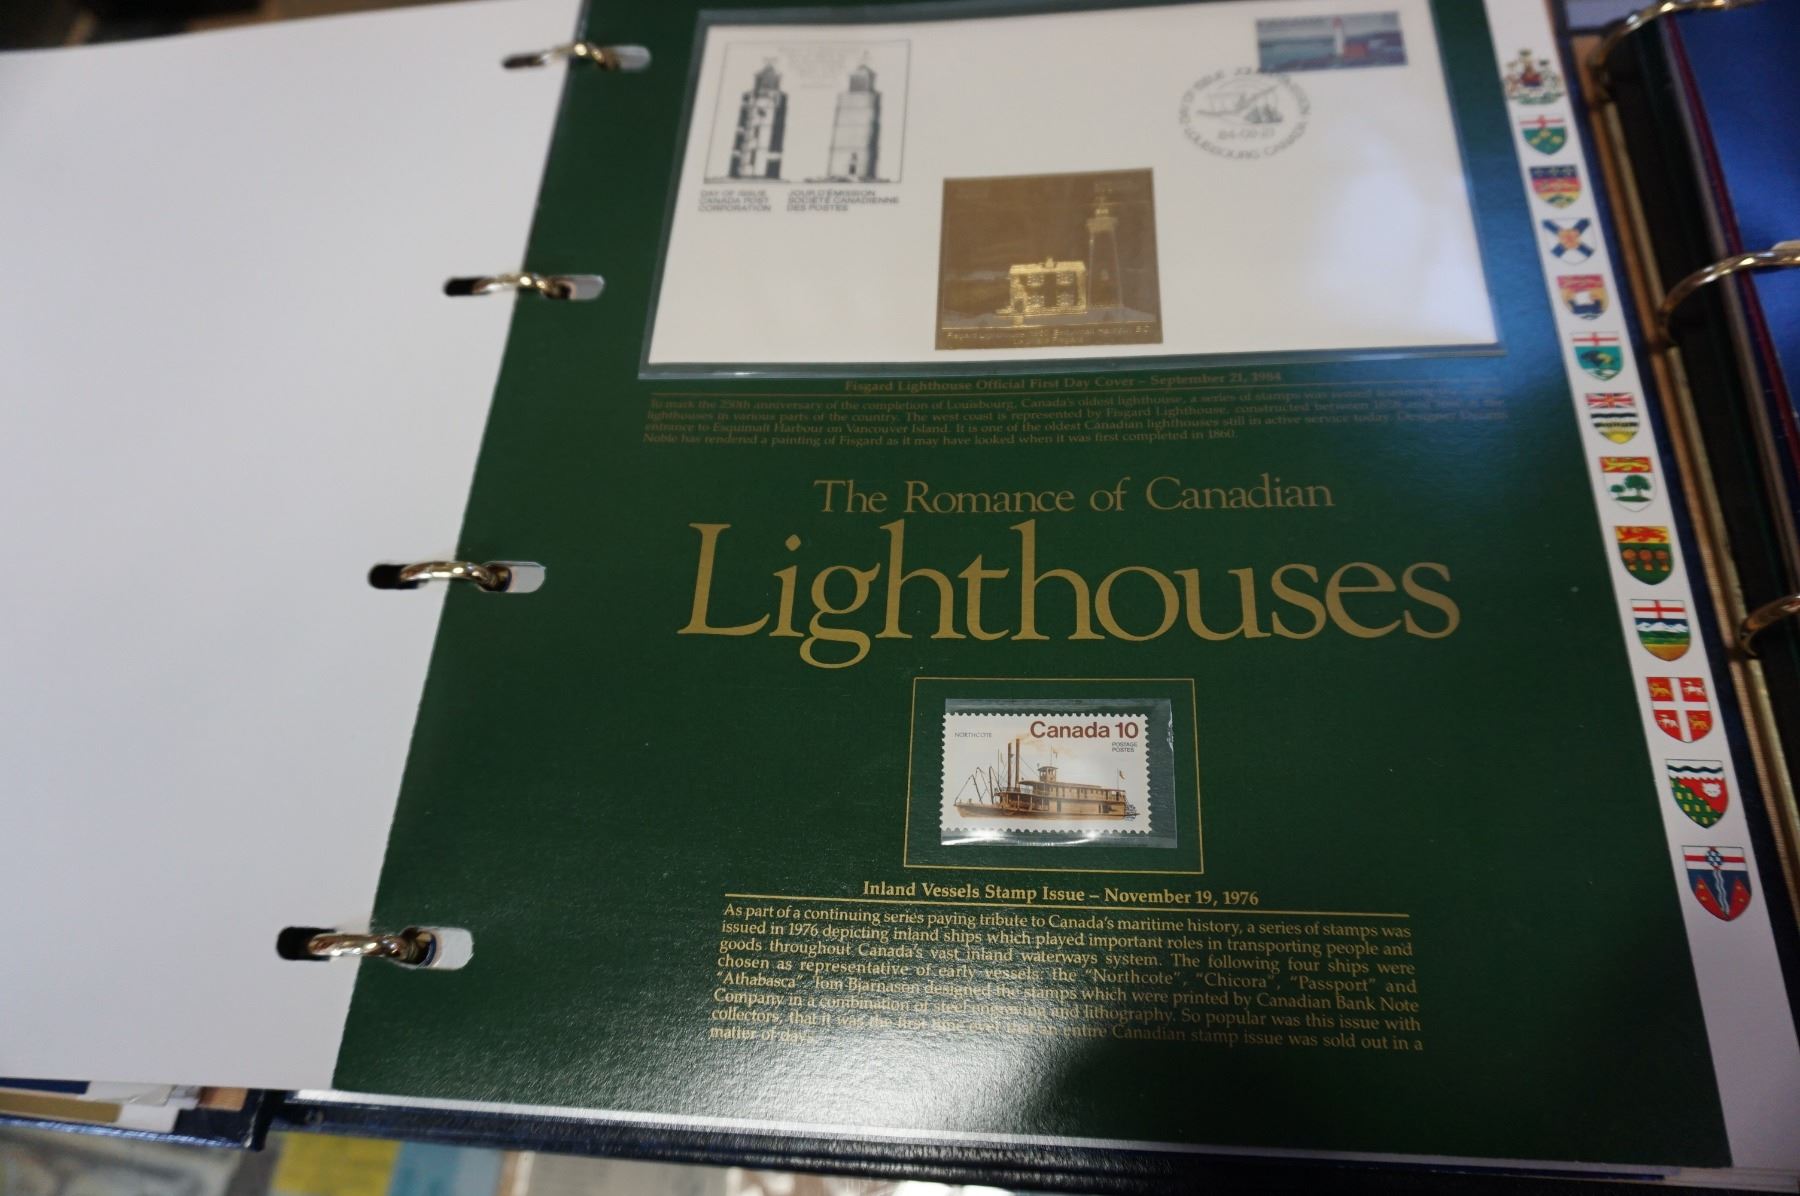 DAY OF ISSUE
CANADA POST
CORPORATION
JOUR D'ÉMISSION
SOCIÉTÉ CANADIENNE
DES POSTES
LOUISBOURG CANADA
Fisgard Lighthouse Official First Day Cover – September 21, 1984
To mark the 250th anniversary of the completion of Louisbourg, Canada's oldest lighthouse, a series of stamps was issued
lighthouses in various parts of the country. The west coast is represented by Fisgard Lighthouse, constructed between
entrance to Esquimalt Harbour on Vancouver Island. It is one of the oldest Canadian lighthouses still in active service today. Designer
Noble has rendered a painting of Fisgard as it may have looked when it was first completed in 1860.
The Romance of Canadian
Lighthouses
NORTHCOTE
Canada 10
POSTAGE
POSTES
Inland Vessels Stamp Issue – November 19, 1976
As part of a continuing series paying tribute to Canada's maritime history, a series of stamps was
issued in 1976 depicting inland ships which played important roles in transporting people and
goods throughout Canada's vast inland waterways system. The following four ships were
chosen as representative of early vessels: the "Northcote", "Chicora", "Passport" and
"Athabasca". Tom Bjarnason designed the stamps which were printed by Canadian Bank Note
Company in a combination of steel engraving and lithography. So popular was this issue with
collectors, that it was the first time ever that an entire Canadian stamp issue was sold out in a
matter of days.